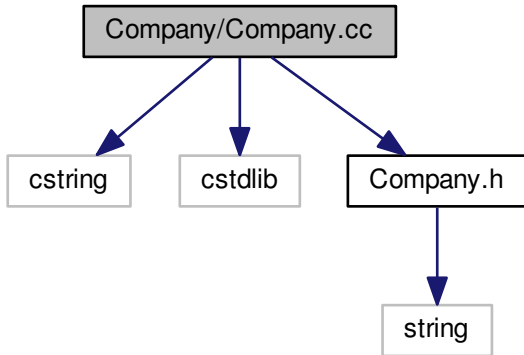 Company/Company.cc
cstring
cstdlib
Company.h
string